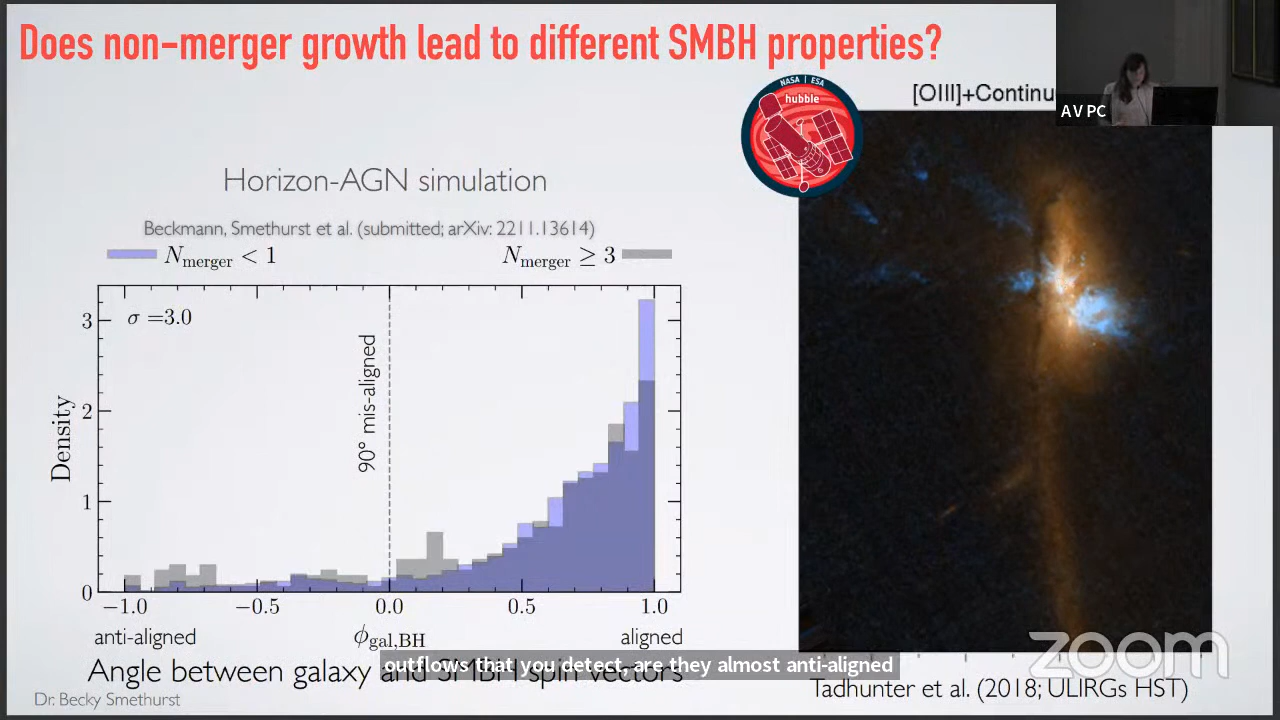 Does non-merger growth lead to different SMBH properties?
NASA | ESA
hubble
[OIII]+Continu
AV PC
Horizon-AGN simulation
Beckmann, Smethurst et al. (submitted; arXiv: 2211.13614)
N_merger < 1
N_merger ≥ 3
σ =3.0
90° mis-aligned
Density
3
2
1
0
−1.0 −0.5 0.0 0.5 1.0
anti-aligned ϕ_gal,BH aligned
Angle between galaxy and SMBH spin vectors
outflows that you detect, are they almost anti-aligned
zoom
Tadhunter et al. (2018; ULIRGs HST)
Dr. Becky Smethurst